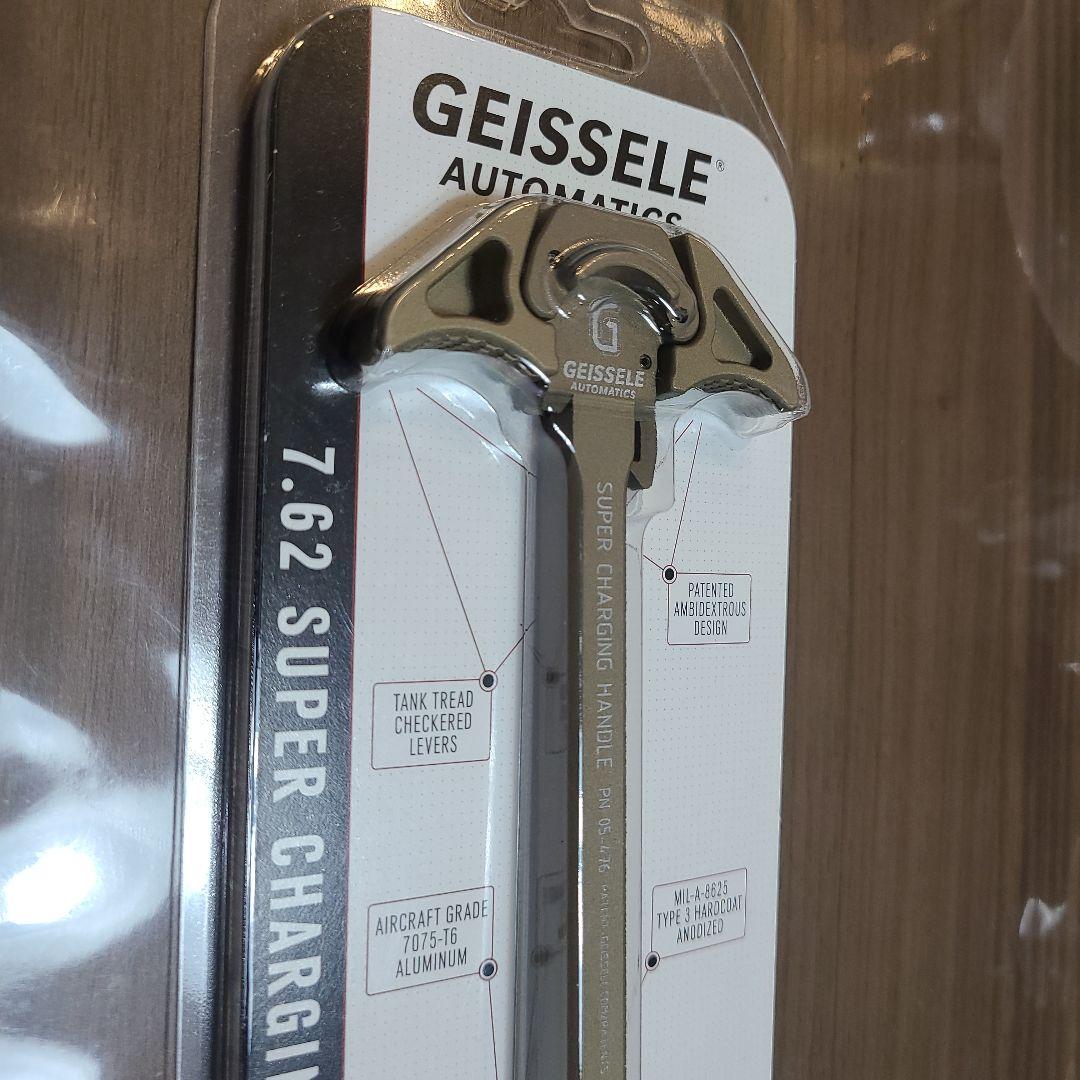 GEISSELE®
AUTOMATICS
G
GEISSELE
AUTOMATICS
7.62 SUPER CHARGIN
SUPER CHARGING HANDLE PN 05-476
PATENTED
AMBIDEXTROUS
DESIGN
TANK TREAD
CHECKERED
LEVERS
AIRCRAFT GRADE
7075-T6
ALUMINUM
MIL-A-8625
TYPE 3 HARDCOAT
ANODIZED